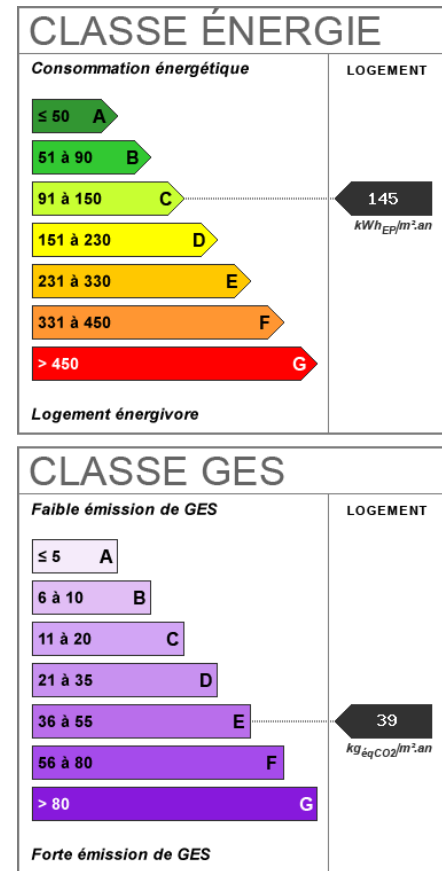 CLASSE ÉNERGIE
Consommation énergétique
LOGEMENT
≤ 50 A
51 à 90 B
91 à 150 C
145
kWhEP/m².an
151 à 230 D
231 à 330 E
331 à 450 F
> 450 G
Logement énergivore
CLASSE GES
Faible émission de GES
LOGEMENT
≤ 5 A
6 à 10 B
11 à 20 C
21 à 35 D
36 à 55 E
39
kgéqCO2/m².an
56 à 80 F
> 80 G
Forte émission de GES